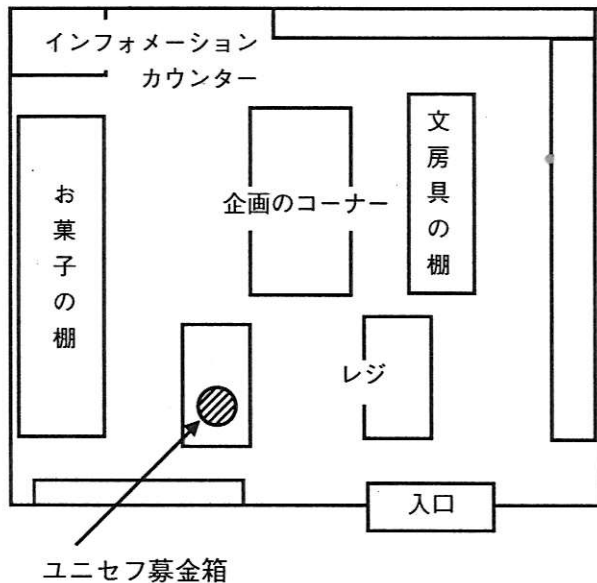 インフォメーション
カウンター
文房具の棚
お菓子の棚
企画のコーナー
レジ
入口
ユニセフ募金箱